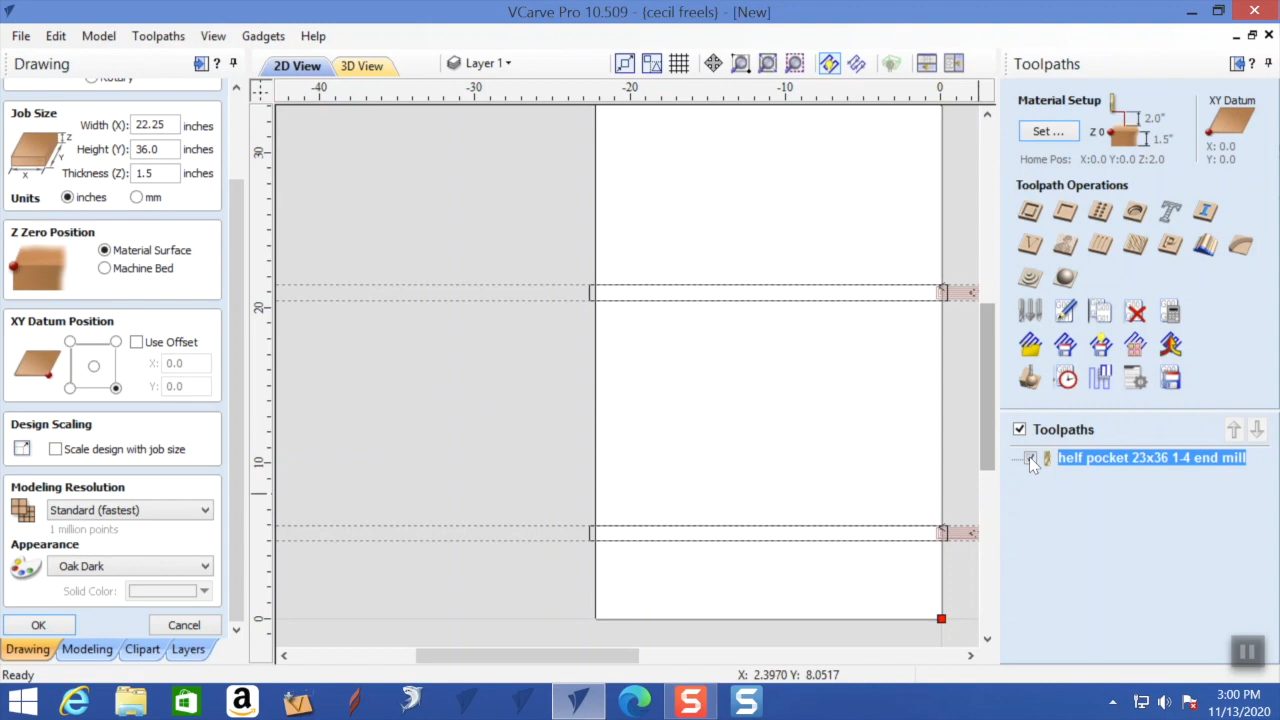 VCarve Pro 10.509 - {cecil freels} - [New]
File Edit Model Toolpaths View Gadgets Help
Drawing
2D View
3D View
Layer 1
Toolpaths
Job Size
Width (X): 22.25 inches
Height (Y): 36.0 inches
Thickness (Z): 1.5 inches
Units inches mm
Z Zero Position
Material Surface
Machine Bed
XY Datum Position
Use Offset
X: 0.0
Y: 0.0
Design Scaling
Scale design with job size
Modeling Resolution
Standard (fastest)
1 million points
Appearance
Oak Dark
Solid Color:
OK Cancel
Drawing Modeling Clipart Layers
-40 -30 -20 -10 0
30
20
10
0
Material Setup
Set ...
Z 0
2.0"
1.5"
XY Datum
X: 0.0
Y: 0.0
Home Pos: X:0.0 Y:0.0 Z:2.0
Toolpath Operations
Toolpaths
helf pocket 23x36 1-4 end mill
Ready
X: 2.3970 Y: 8.0517
3:00 PM
11/13/2020